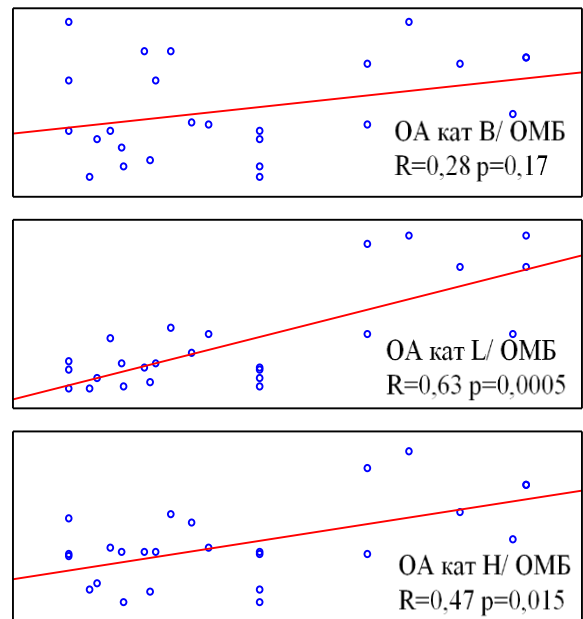 ОА кат B/ ОМБ
R=0,28 p=0,17
ОА кат L/ ОМБ
R=0,63 p=0,0005
ОА кат H/ ОМБ
R=0,47 p=0,015